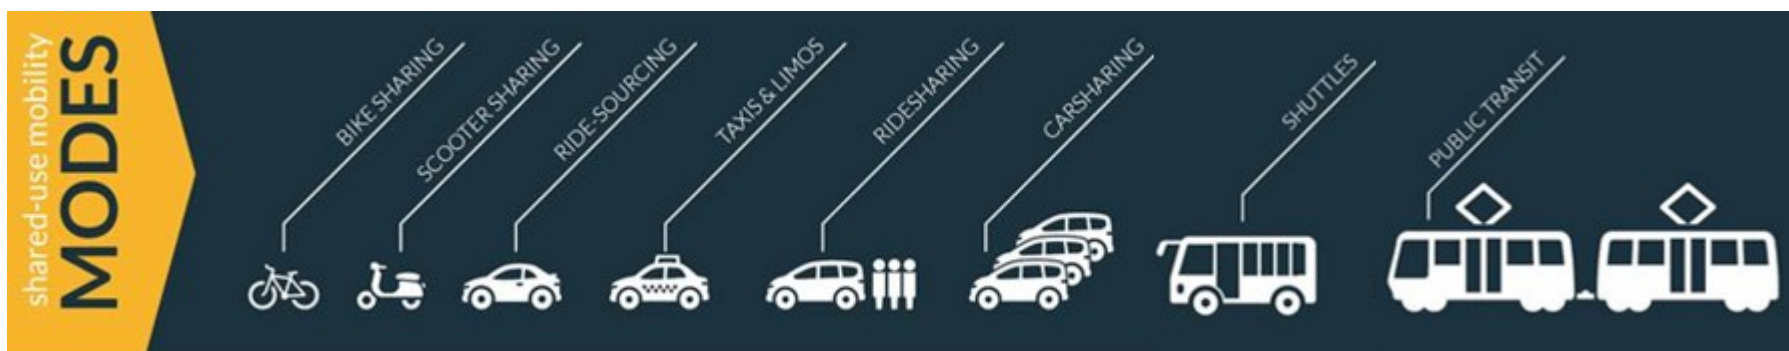 shared-use mobility
MODES
BIKE SHARING
SCOOTER SHARING
RIDE-SOURCING
TAXIS & LIMOS
RIDESHARING
CARSHARING
SHUTTLES
PUBLIC TRANSIT